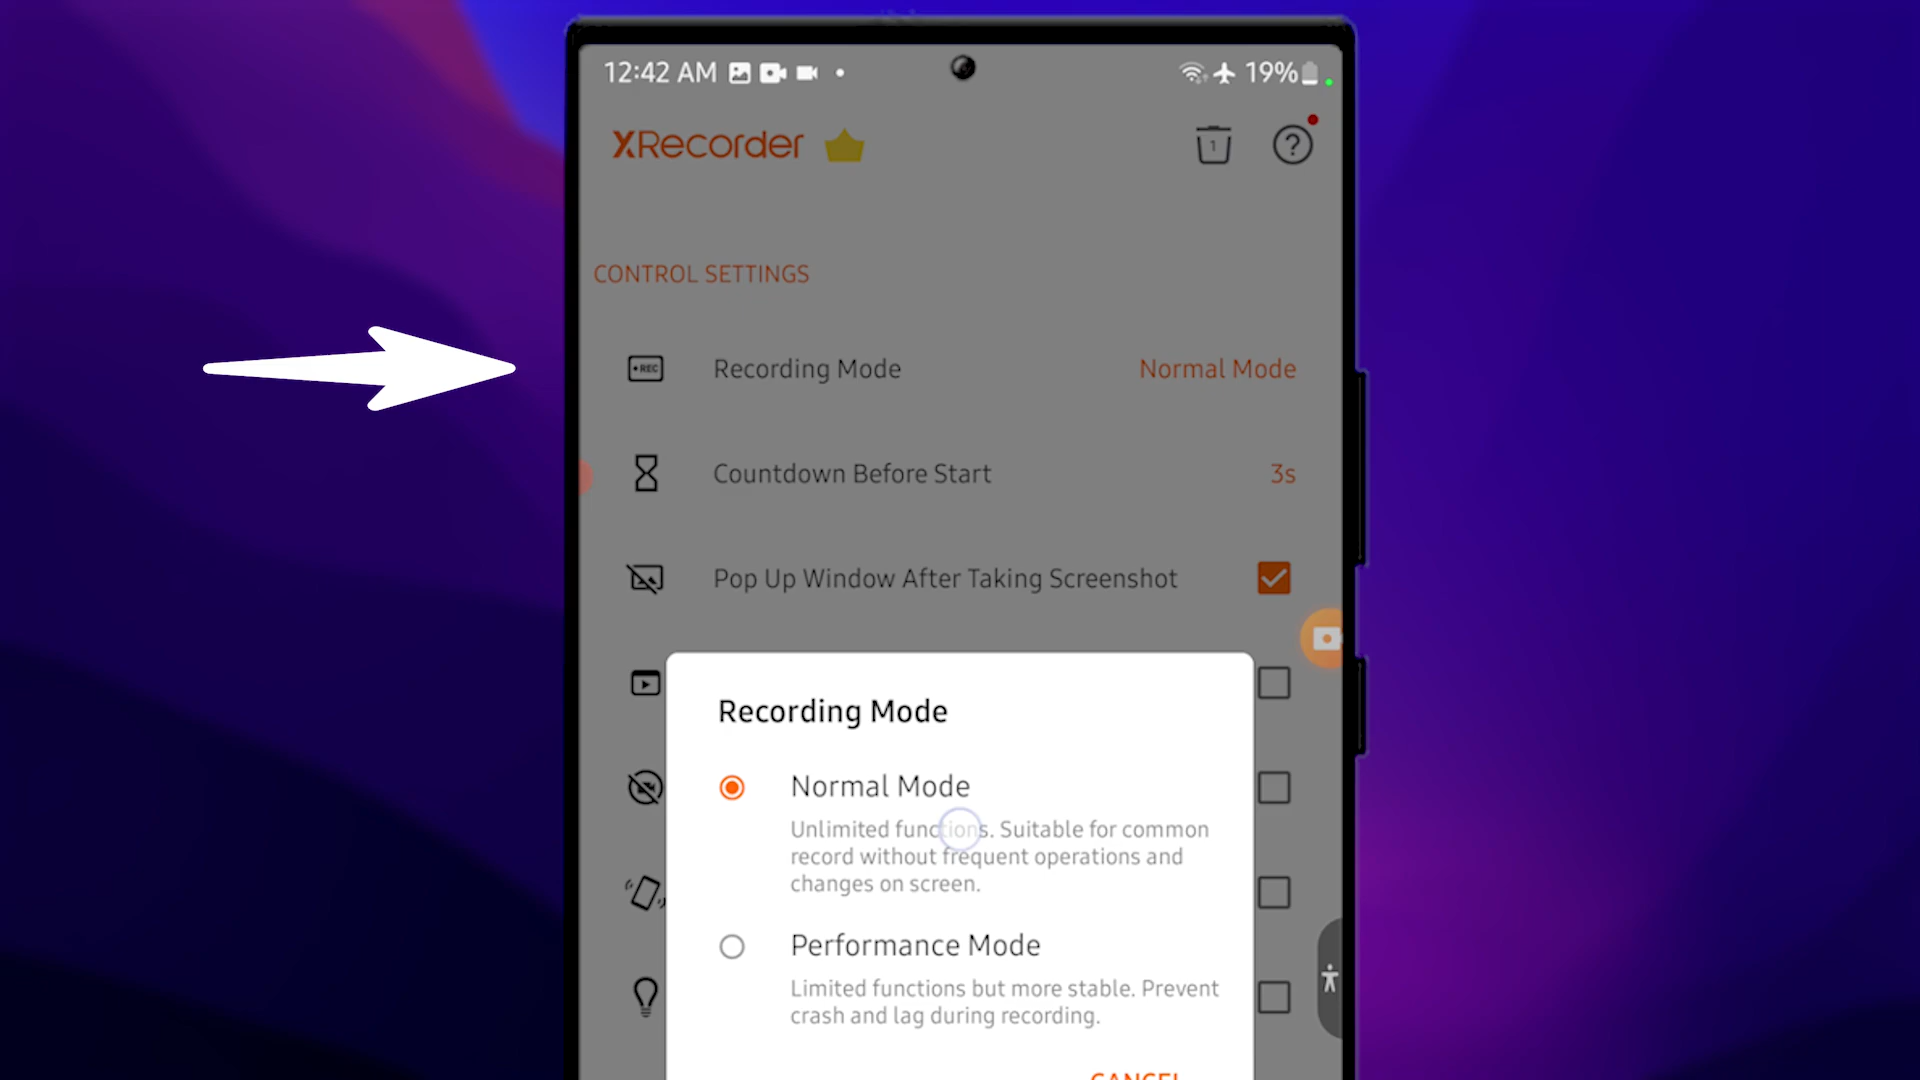 12:42 AM
19%
XRecorder
1
?
CONTROL SETTINGS
REC
Recording Mode
Normal Mode
Countdown Before Start
3s
Pop Up Window After Taking Screenshot
Recording Mode
Normal Mode
Unlimited functions. Suitable for common
record without frequent operations and
changes on screen.
Performance Mode
Limited functions but more stable. Prevent
crash and lag during recording.
CANCEL